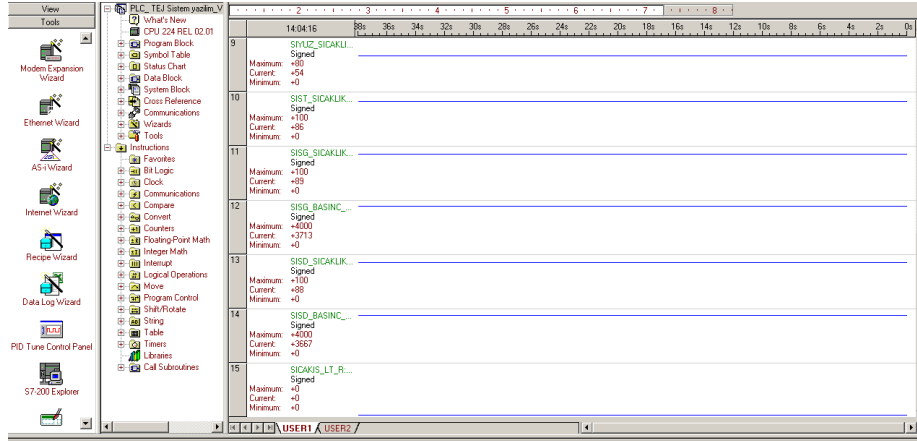 View
Tools
Modem Expansion
Wizard
Ethernet Wizard
AS-i Wizard
Internet Wizard
Recipe Wizard
Data Log Wizard
PID Tune Control Panel
S7-200 Explorer
PLC_ TEJ Sistem yazilim_V
What's New
CPU 224 REL 02.01
Program Block
Symbol Table
Status Chart
Data Block
System Block
Cross Reference
Communications
Wizards
Tools
Instructions
Favorites
Bit Logic
Clock
Communications
Compare
Convert
Counters
Floating-Point Math
Integer Math
Interrupt
Logical Operations
Move
Program Control
Shift/Rotate
String
Table
Timers
Libraries
Call Subroutines
2 3 4 5 6 7 8
14:04:16 38s 36s 34s 32s 30s 28s 26s 24s 22s 20s 18s 16s 14s 12s 10s 8s 6s 4s 2s 0s
9 SIYUZ_SICAKLI...
Signed
Maximum: +80
Current: +54
Minimum: +0
10 SIST_SICAKLIK...
Signed
Maximum: +100
Current: +86
Minimum: +0
11 SISG_SICAKLIK...
Signed
Maximum: +100
Current: +89
Minimum: +0
12 SISG_BASINC_...
Signed
Maximum: +4000
Current: +3713
Minimum: +0
13 SISD_SICAKLIK...
Signed
Maximum: +100
Current: +88
Minimum: +0
14 SISD_BASINC_...
Signed
Maximum: +4000
Current: +3667
Minimum: +0
15 SICAKIS_LT_R:...
Signed
Maximum: +0
Current: +0
Minimum: +0
USER1 USER2